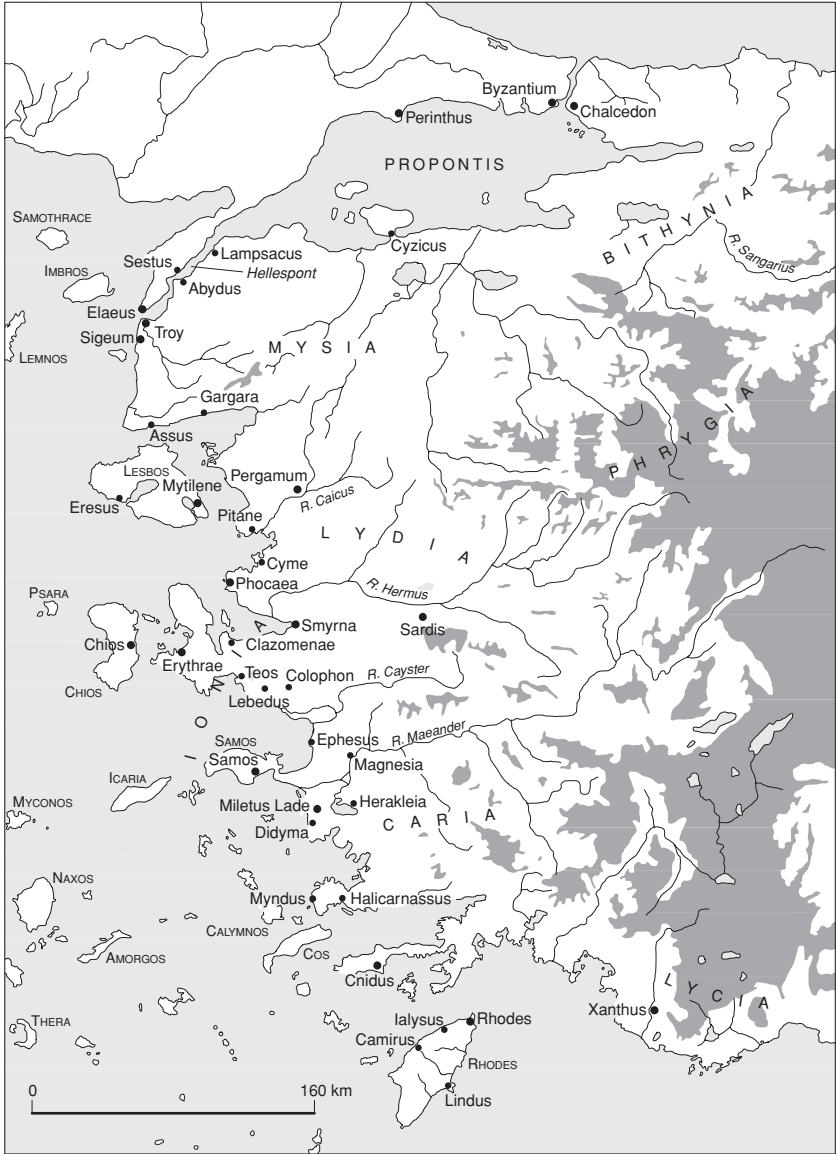 Byzantium
Chalcedon
Perinthus
PROPONTIS
BITHYNIA
SAMOTHRACE
Cyzicus
Lampsacus
R. Sangarius
Sestus
Hellespont
IMBROS
Abydus
Elaeus
Troy
Sigeum
MYSIA
LEMNOS
PHRYGIA
Gargara
Assus
LESBOS
Mytilene
Pergamum
Eresus
R. Caicus
Pitane
LYDIA
Cyme
Phocaea
R. Hermus
PSARA
Smyrna
Sardis
Chios
Clazomenae
Erythrae
IONIA
Teos
Colophon
R. Cayster
CHIOS
Lebedus
SAMOS
Ephesus
R. Maeander
Samos
Magnesia
ICARIA
MYCONOS
Miletus Lade
Herakleia
CARIA
Didyma
NAXOS
Myndus
Halicarnassus
CALYMNOS
AMORGOS
COS
Cnidus
LYCIA
Xanthus
THERA
Ialysus
Rhodes
Camirus
RHODES
Lindus
0
160 km